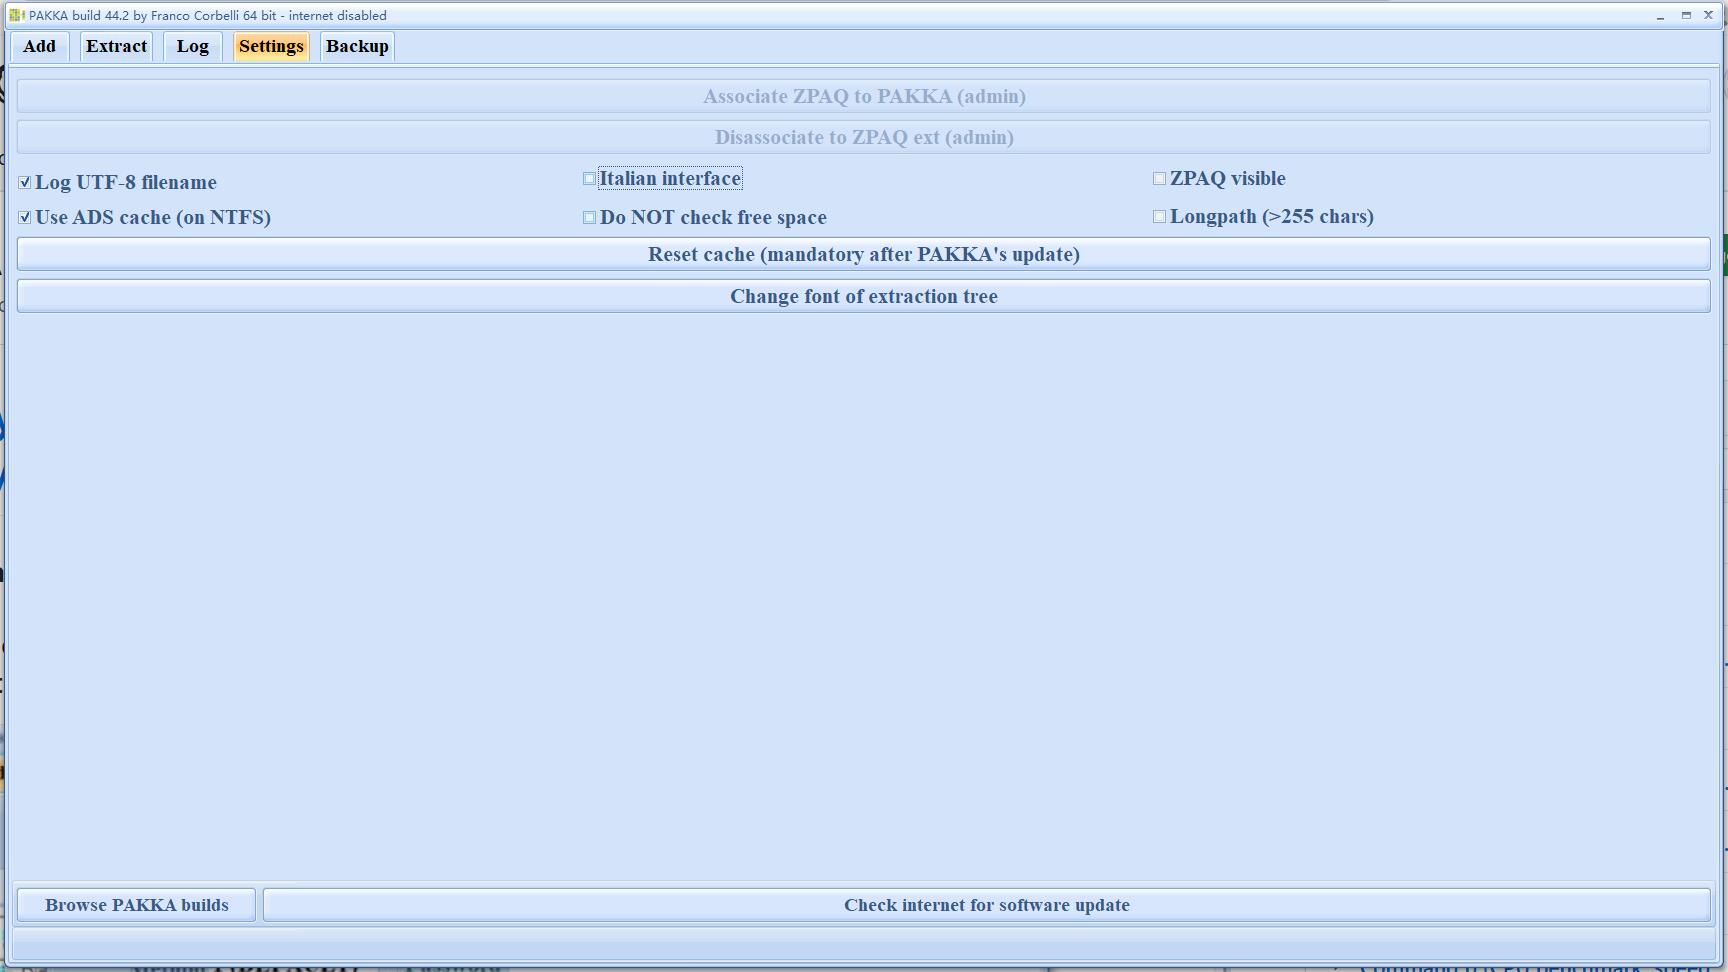 PAKKA build 44.2 by Franco Corbelli 64 bit - internet disabled
Add Extract Log Settings Backup
Associate ZPAQ to PAKKA (admin)
Disassociate to ZPAQ ext (admin)
Log UTF-8 filename Italian interface ZPAQ visible
Use ADS cache (on NTFS) Do NOT check free space Longpath (>255 chars)
Reset cache (mandatory after PAKKA's update)
Change font of extraction tree
Browse PAKKA builds Check internet for software update